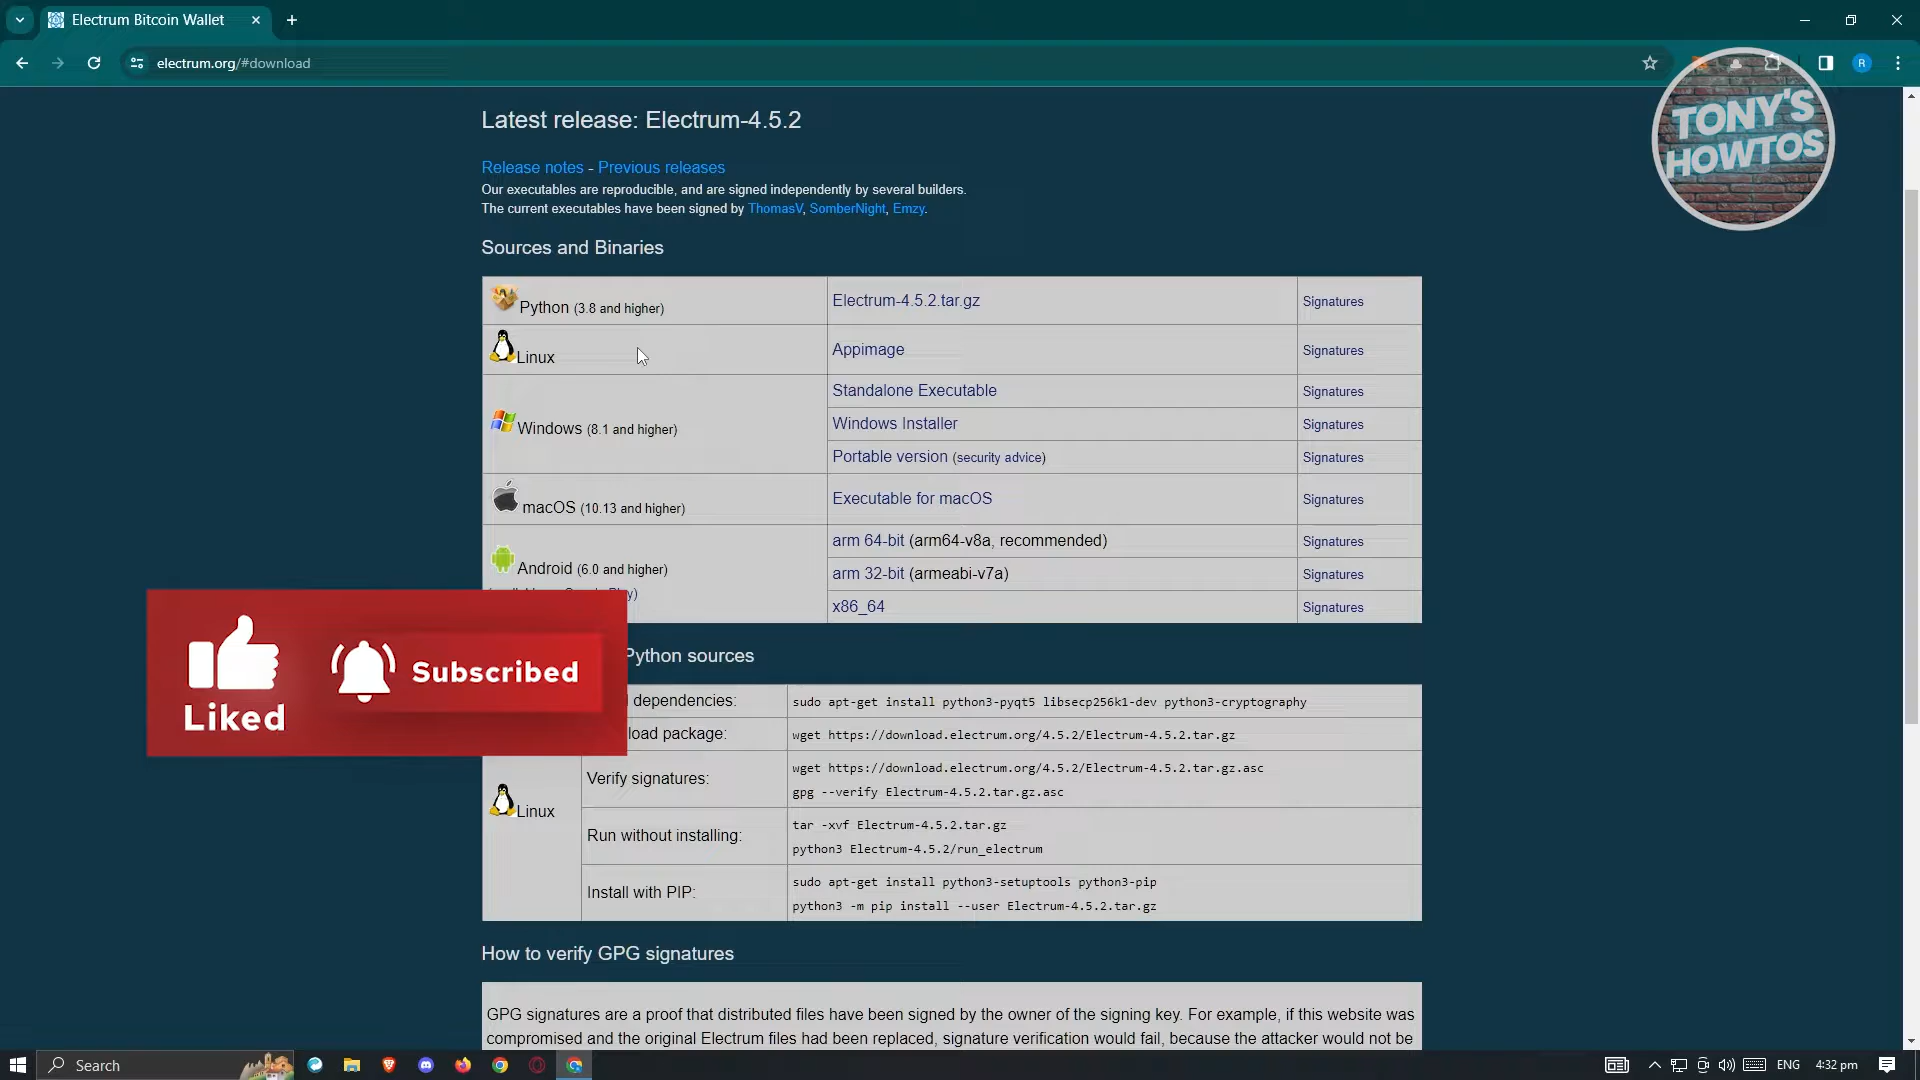 Electrum Bitcoin Wallet
electrum.org/#download
R
TONY'S
HOWTOS
Latest release: Electrum-4.5.2
Release notes - Previous releases
Our executables are reproducible, and are signed independently by several builders.
The current executables have been signed by ThomasV, SomberNight, Emzy.
Sources and Binaries
Python (3.8 and higher) Electrum-4.5.2.tar.gz Signatures
Linux Appimage Signatures
Standalone Executable Signatures
Windows (8.1 and higher) Windows Installer Signatures
Portable version (security advice) Signatures
macOS (10.13 and higher) Executable for macOS Signatures
arm 64-bit (arm64-v8a, recommended) Signatures
Android (6.0 and higher) arm 32-bit (armeabi-v7a) Signatures
x86_64 Signatures
Python sources
dependencies: sudo apt-get install python3-pyqt5 libsecp256k1-dev python3-cryptography
load package: wget https://download.electrum.org/4.5.2/Electrum-4.5.2.tar.gz
Verify signatures: wget https://download.electrum.org/4.5.2/Electrum-4.5.2.tar.gz.asc
gpg --verify Electrum-4.5.2.tar.gz.asc
Linux
Run without installing: tar -xvf Electrum-4.5.2.tar.gz
python3 Electrum-4.5.2/run_electrum
Install with PIP: sudo apt-get install python3-setuptools python3-pip
python3 -m pip install --user Electrum-4.5.2.tar.gz
Liked
Subscribed
How to verify GPG signatures
GPG signatures are a proof that distributed files have been signed by the owner of the signing key. For example, if this website was
compromised and the original Electrum files had been replaced, signature verification would fail, because the attacker would not be
Search
ENG 4:32 pm